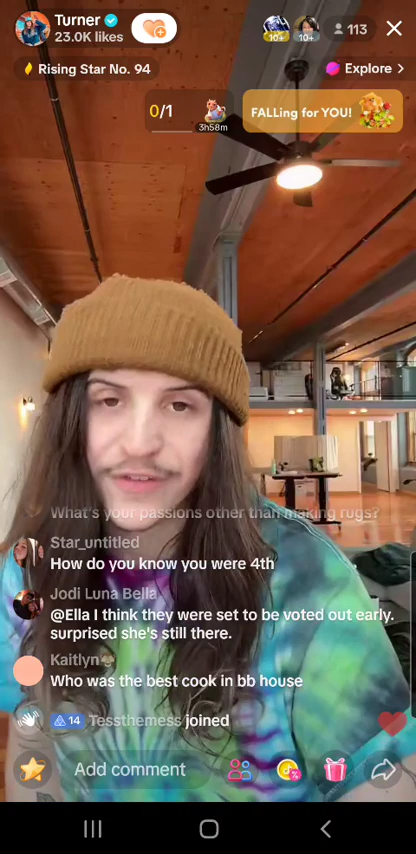 Turner
23.0K likes
10+
10+
113
Rising Star No. 94
Explore >
0/1
3h58m
FALLing for YOU!
What's your passions other than making rugs?
Star_untitled
How do you know you were 4th
Jodi Luna Bella
@Ella I think they were set to be voted out early.
surprised she's still there.
Kaitlyn
Who was the best cook in bb house
14 Tessthemess joined
Add comment